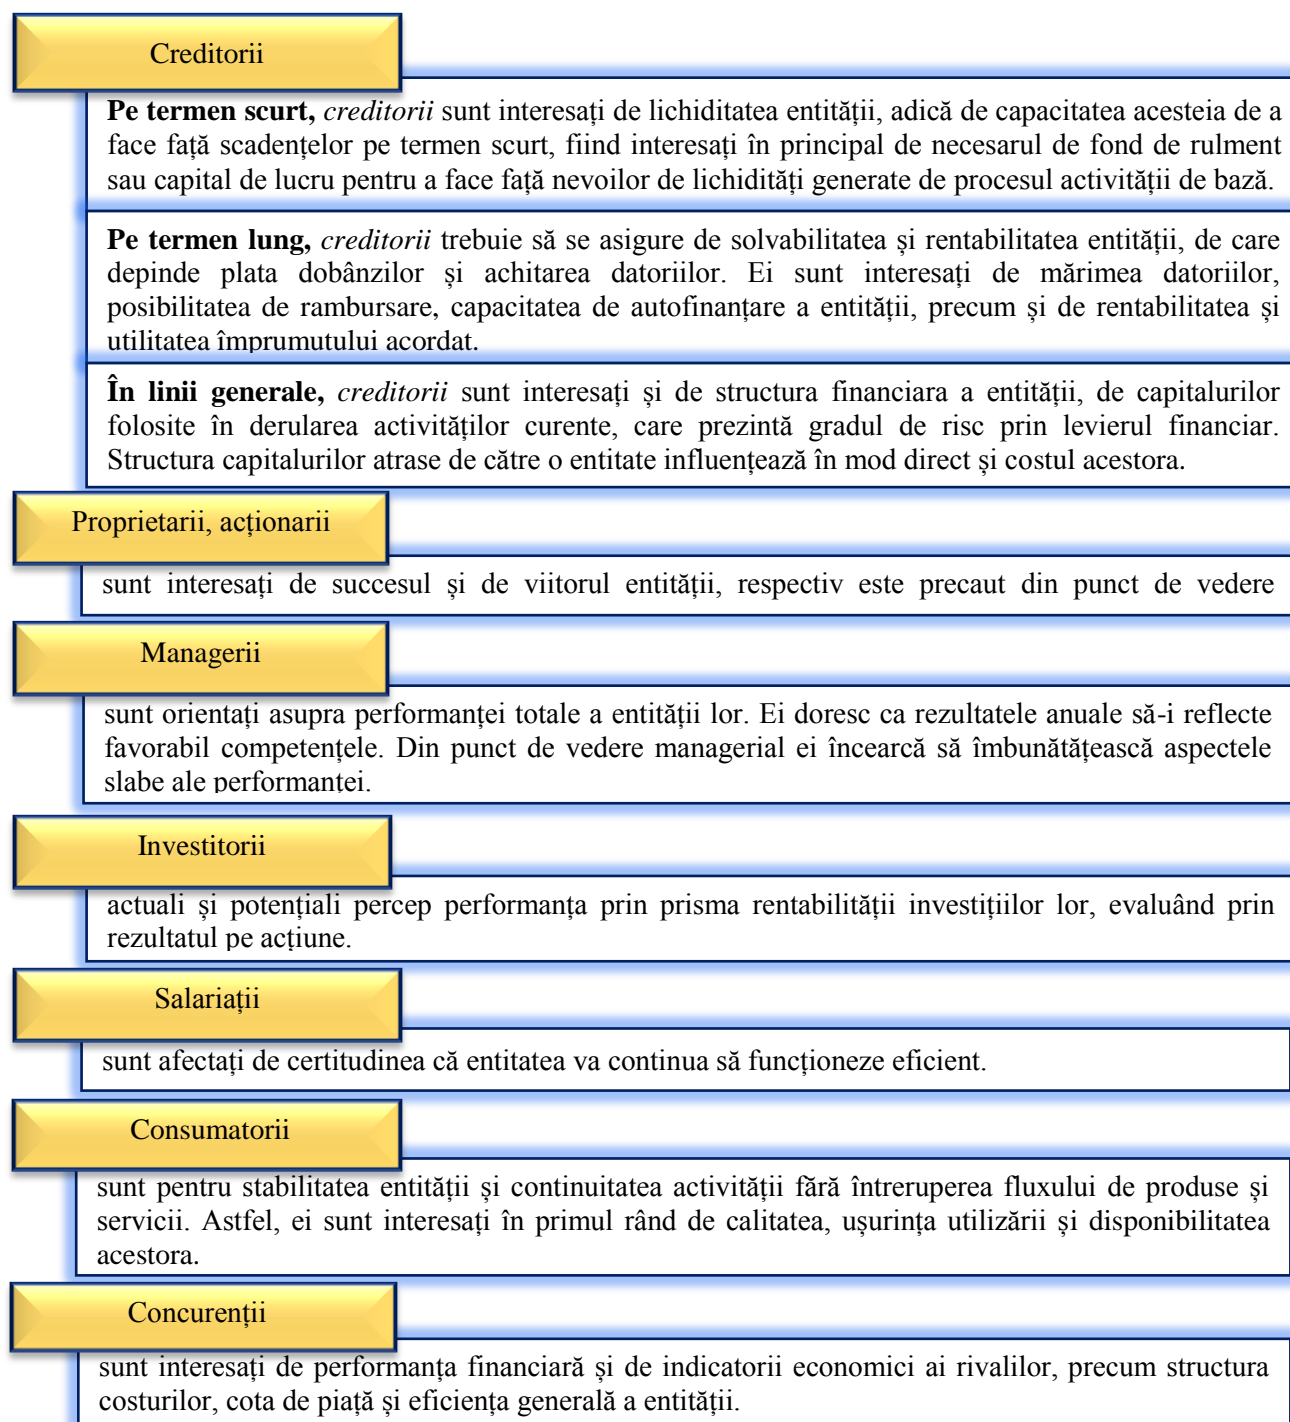 Creditorii
Pe termen scurt, creditorii sunt interesați de lichiditatea entității, adică de capacitatea acesteia de a
face față scadențelor pe termen scurt, fiind interesați în principal de necesarul de fond de rulment
sau capital de lucru pentru a face față nevoilor de lichidități generate de procesul activității de bază.
Pe termen lung, creditorii trebuie să se asigure de solvabilitatea și rentabilitatea entității, de care
depinde plata dobânzilor și achitarea datoriilor. Ei sunt interesați de mărimea datoriilor,
posibilitatea de rambursare, capacitatea de autofinanțare a entității, precum și de rentabilitatea și
utilitatea împrumutului acordat.
În linii generale, creditorii sunt interesați și de structura financiara a entității, de capitalurilor
folosite în derularea activităților curente, care prezintă gradul de risc prin levierul financiar.
Structura capitalurilor atrase de către o entitate influențează în mod direct și costul acestora.
Proprietarii, acționarii
sunt interesați de succesul și de viitorul entității, respectiv este precaut din punct de vedere
Managerii
sunt orientați asupra performanței totale a entității lor. Ei doresc ca rezultatele anuale să-i reflecte
favorabil competențele. Din punct de vedere managerial ei încearcă să îmbunătățească aspectele
slabe ale performanței.
Investitorii
actuali și potențiali percep performanța prin prisma rentabilității investițiilor lor, evaluând prin
rezultatul pe acțiune.
Salariații
sunt afectați de certitudinea că entitatea va continua să funcționeze eficient.
Consumatorii
sunt pentru stabilitatea entității și continuitatea activității fără întreruperea fluxului de produse și
servicii. Astfel, ei sunt interesați în primul rând de calitatea, ușurința utilizării și disponibilitatea
acestora.
Concurenții
sunt interesați de performanța financiară și de indicatorii economici ai rivalilor, precum structura
costurilor, cota de piață și eficiența generală a entității.